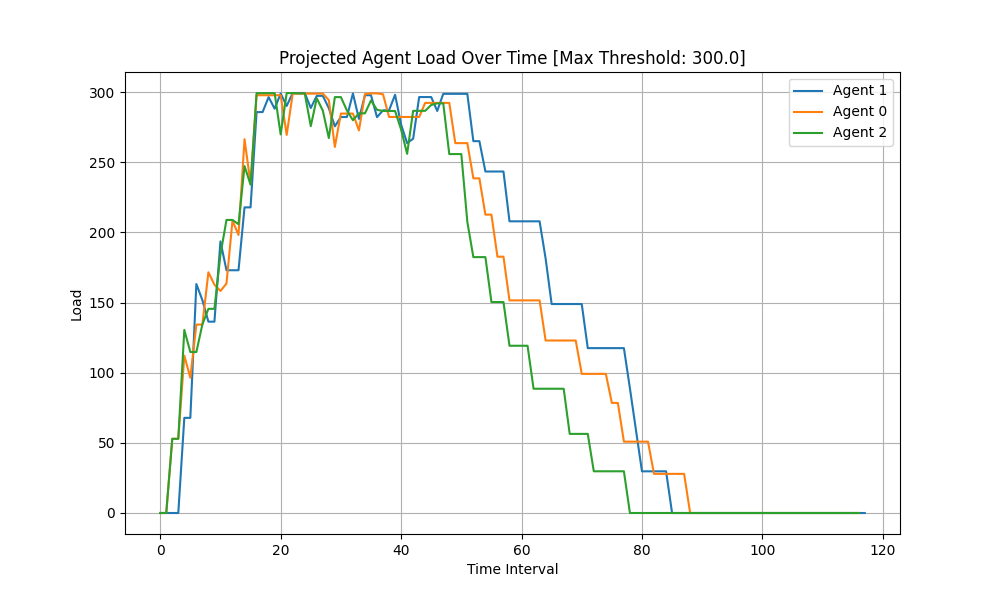 Projected Agent Load Over Time [Max Threshold: 300.0]
Agent 1
Agent 0
Agent 2
300
250
200
150
100
50
0
Load
0 20 40 60 80 100 120
Time Interval